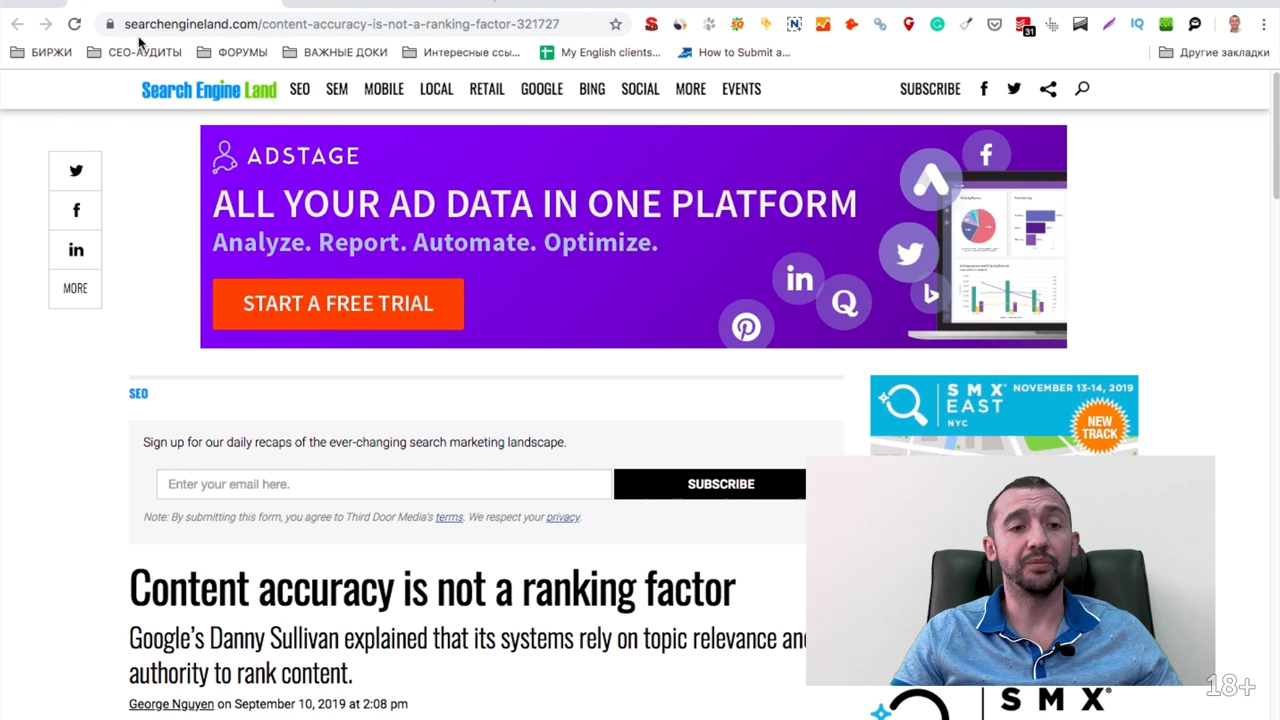 searchengineland.com/content-accuracy-is-not-a-ranking-factor-321727
31
БИРЖИ
СЕО-АУДИТЫ
ФОРУМЫ
ВАЖНЫЕ ДОКИ
Интересные ссы...
My English clients...
How to Submit a...
Другие закладки
Search Engine Land
SEO
SEM
MOBILE
LOCAL
RETAIL
GOOGLE
BING
SOCIAL
MORE
EVENTS
SUBSCRIBE
MORE
ADSTAGE
ALL YOUR AD DATA IN ONE PLATFORM
Analyze. Report. Automate. Optimize.
START A FREE TRIAL
SEO
Sign up for our daily recaps of the ever-changing search marketing landscape.
Enter your email here.
SUBSCRIBE
Note: By submitting this form, you agree to Third Door Media's terms. We respect your privacy.
SMX EAST
NYC
NOVEMBER 13-14, 2019
NEW TRACK
Content accuracy is not a ranking factor
Google's Danny Sullivan explained that its systems rely on topic relevance and
authority to rank content.
George Nguyen on September 10, 2019 at 2:08 pm
SMX
18+